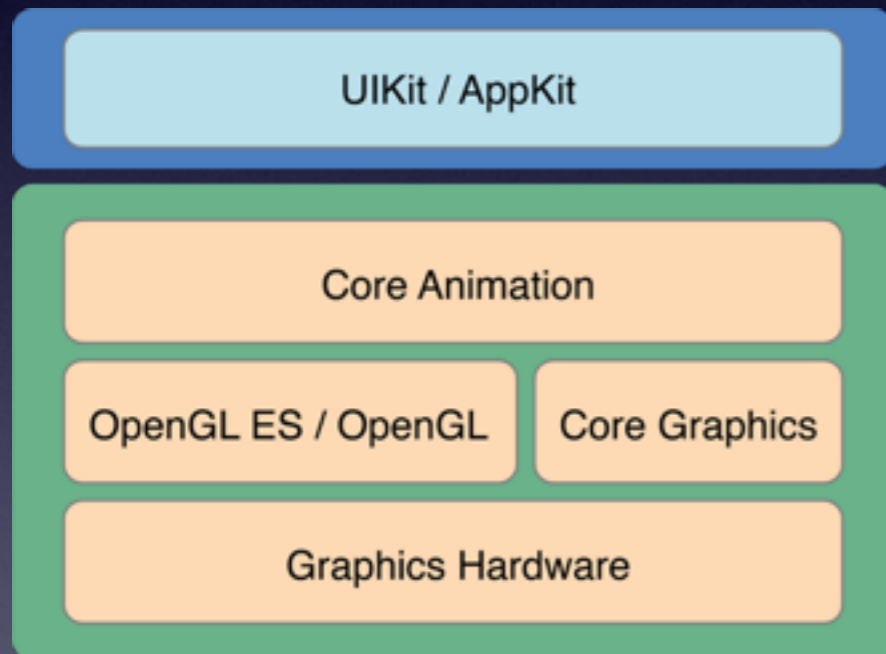 UIKit / AppKit
Core Animation
OpenGL ES / OpenGL
Core Graphics
Graphics Hardware